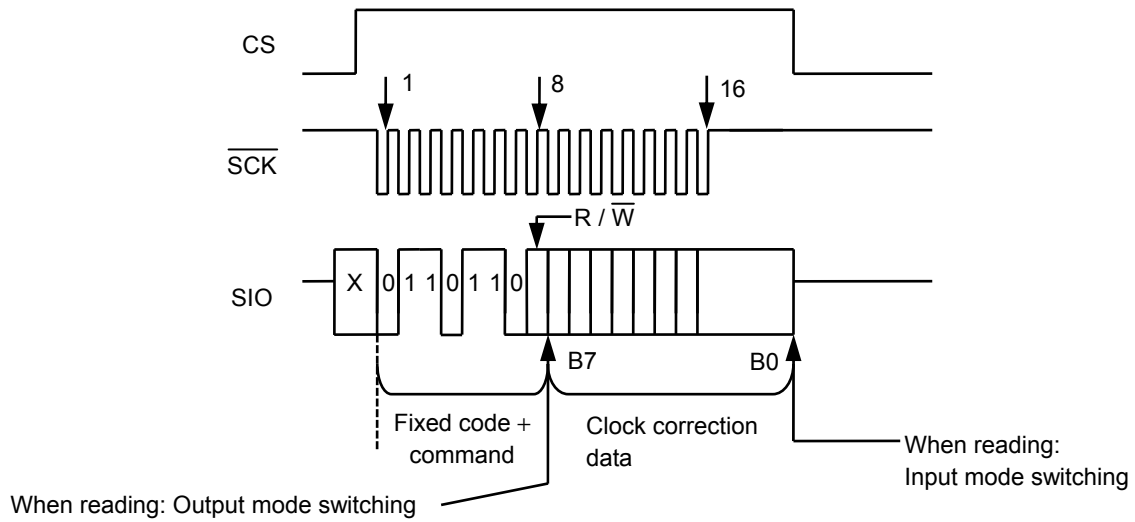 CS
1
8
16
SCK
R / W
X 0 1 1 0 1 1 0
SIO
B7
B0
Fixed code +
command
Clock correction
data
When reading:
Input mode switching
When reading: Output mode switching